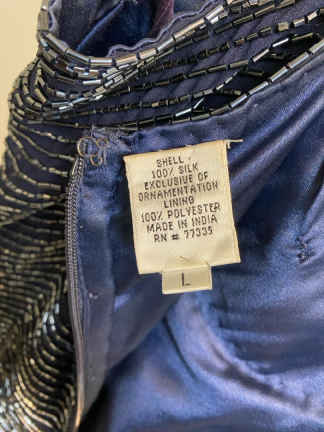 SHELL:
100% SILK
EXCLUSIVE OF
ORNAMENTATION
LINING
100% POLYESTER
MADE IN INDIA
RN # 77335
L